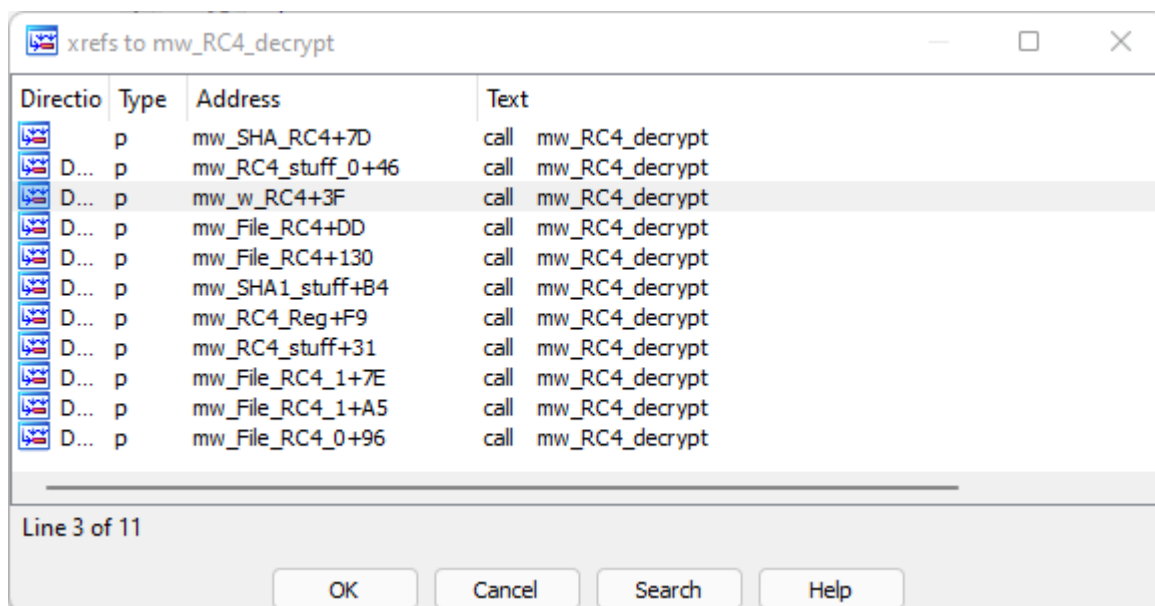 xrefs to mw_RC4_decrypt
Directio Type Address Text
p mw_SHA_RC4+7D call mw_RC4_decrypt
D... p mw_RC4_stuff_0+46 call mw_RC4_decrypt
D... p mw_w_RC4+3F call mw_RC4_decrypt
D... p mw_File_RC4+DD call mw_RC4_decrypt
D... p mw_File_RC4+130 call mw_RC4_decrypt
D... p mw_SHA1_stuff+B4 call mw_RC4_decrypt
D... p mw_RC4_Reg+F9 call mw_RC4_decrypt
D... p mw_RC4_stuff+31 call mw_RC4_decrypt
D... p mw_File_RC4_1+7E call mw_RC4_decrypt
D... p mw_File_RC4_1+A5 call mw_RC4_decrypt
D... p mw_File_RC4_0+96 call mw_RC4_decrypt
Line 3 of 11
OK Cancel Search Help